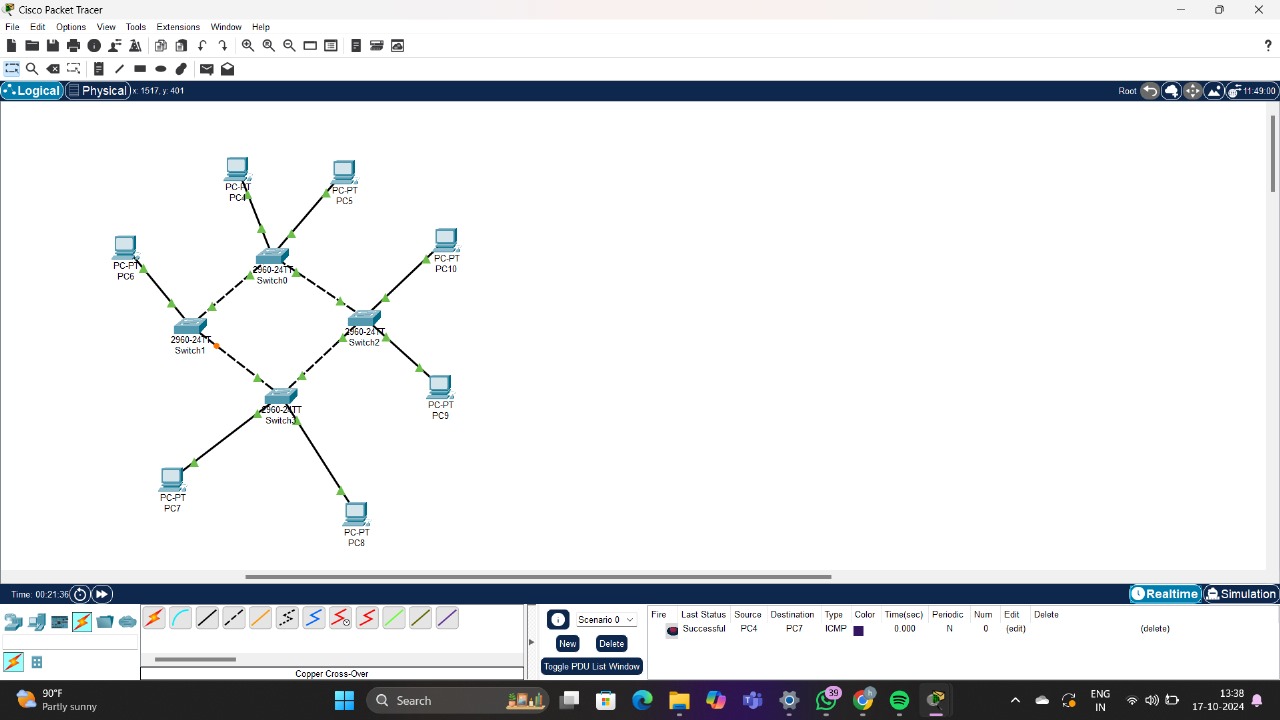 Cisco Packet Tracer
File Edit Options View Tools Extensions Window Help
?
Logical Physical x: 1517, y: 401 Root 11:49:00
PC-PT
PC4
PC-PT
PC5
PC-PT
PC6
2960-24TT
Switch0
PC-PT
PC10
2960-24TT
Switch1
2960-24TT
Switch2
2960-24TT
Switch3
PC-PT
PC9
PC-PT
PC7
PC-PT
PC8
Time: 00:21:36 Realtime Simulation
Scenario 0
New Delete
Toggle PDU List Window
Fire Last Status Source Destination Type Color Time(sec) Periodic Num Edit Delete
Successful PC4 PC7 ICMP 0.000 N 0 (edit) (delete)
Copper Cross-Over
90°F
Partly sunny
Search
39
ENG
IN
13:38
17-10-2024